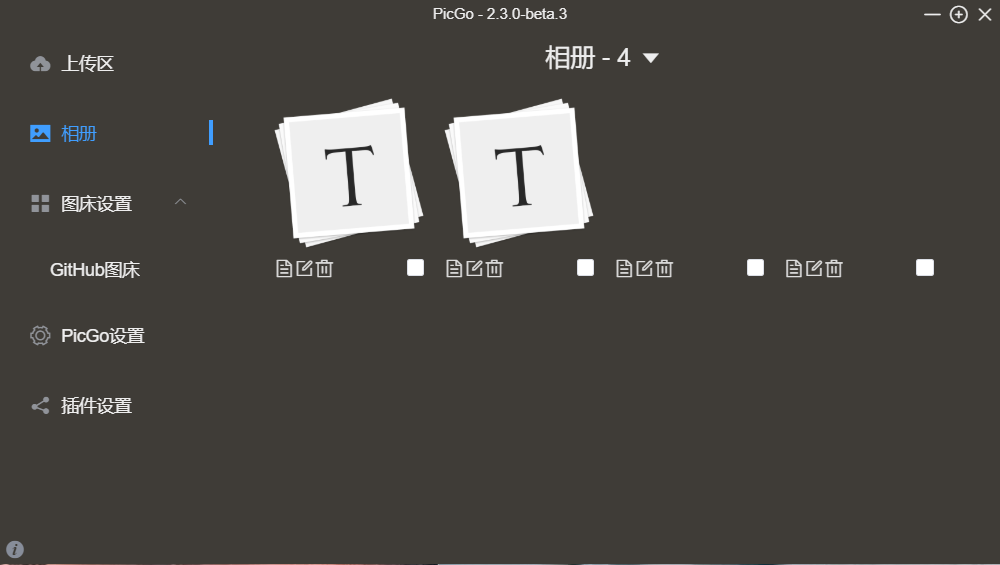 PicGo - 2.3.0-beta.3
上传区
相册 - 4
相册
T
T
图床设置
GitHub图床
PicGo设置
插件设置